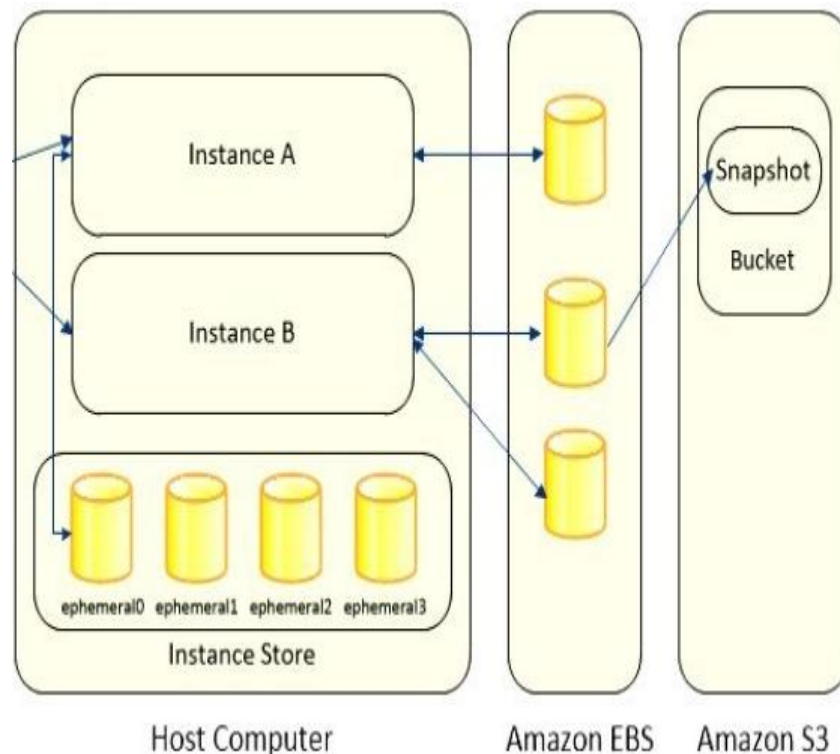 Instance A
Instance B
ephemeral0 ephemeral1 ephemeral2 ephemeral3
Instance Store
Host Computer
Amazon EBS
Snapshot
Bucket
Amazon S3